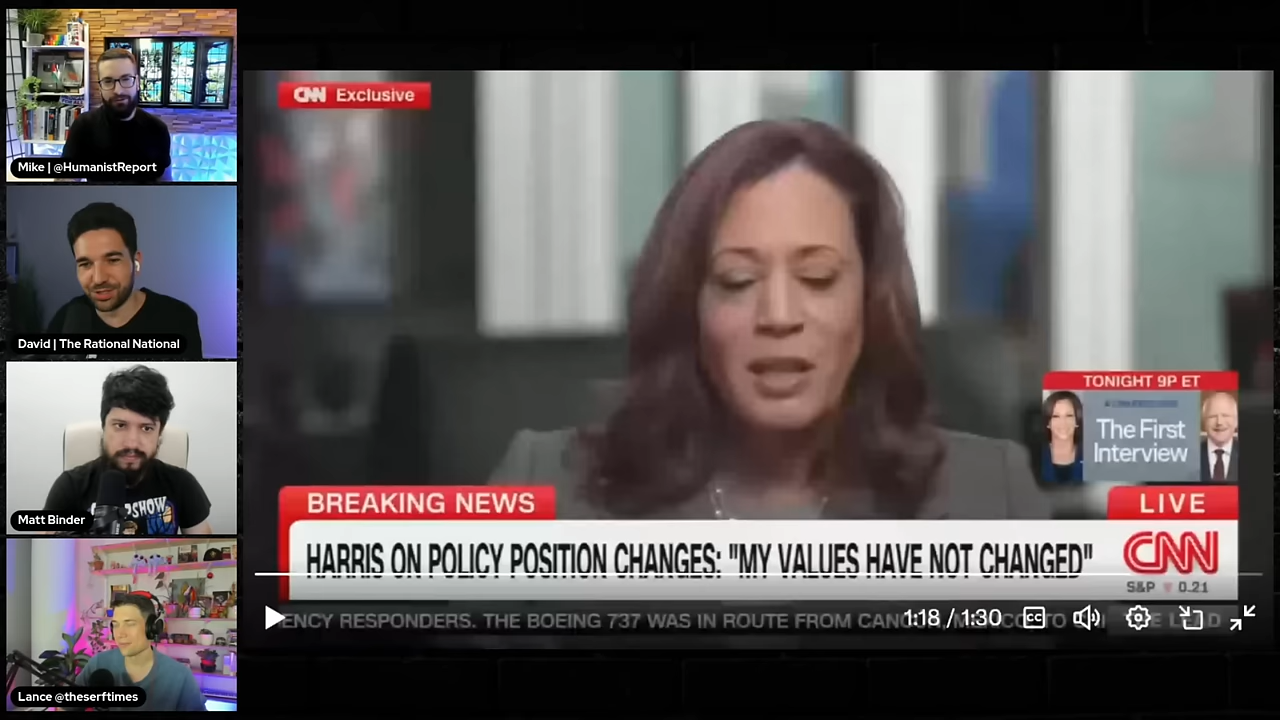 Mike | @HumanistReport
David | The Rational National
Matt Binder
Lance @theserftimes
CNN Exclusive
TONIGHT 9P ET
The First
Interview
BREAKING NEWS
LIVE
HARRIS ON POLICY POSITION CHANGES: "MY VALUES HAVE NOT CHANGED"
CNN
S&P ▼ 0.21
ENCY RESPONDERS. THE BOEING 737 WAS IN ROUTE FROM
1:18 / 1:30
CC